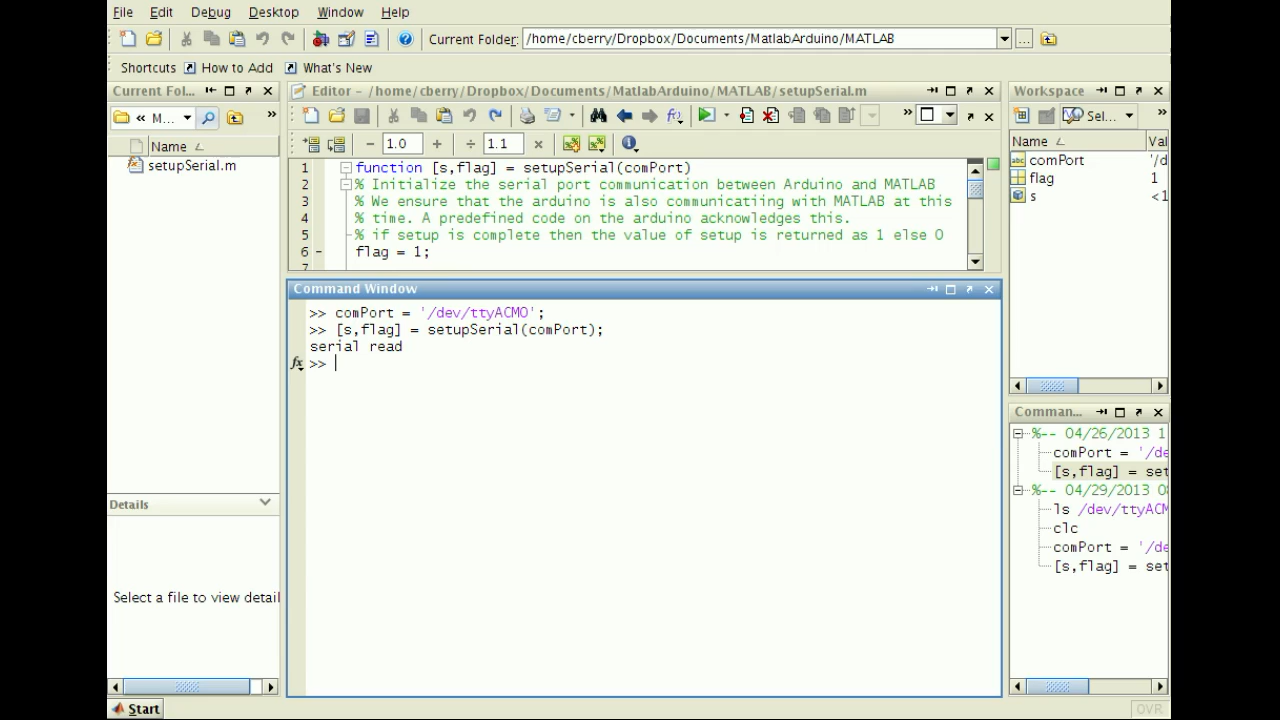 File Edit Debug Desktop Window Help
Current Folder: /home/cberry/Dropbox/Documents/MatlabArduino/MATLAB
Shortcuts How to Add What's New
Current Fol...
« M...
Name
setupSerial.m
Details
Select a file to view detail
Editor - /home/cberry/Dropbox/Documents/MatlabArduino/MATLAB/setupSerial.m
- 1.0 + ÷ 1.1 ×
1 function [s,flag] = setupSerial(comPort)
2 % Initialize the serial port communication between Arduino and MATLAB
3 % We ensure that the arduino is also communicatiing with MATLAB at this
4 % time. A predefined code on the arduino acknowledges this.
5 % if setup is complete then the value of setup is returned as 1 else 0
6 - flag = 1;
7
Command Window
>> comPort = '/dev/ttyACM0';
>> [s,flag] = setupSerial(comPort);
serial read
fx >>
Workspace
Sel...
Name Val
comPort '/d
flag 1
s <1
Comman...
%-- 04/26/2013 1
comPort = '/de
[s,flag] = set
%-- 04/29/2013 08
ls /dev/ttyACM
clc
comPort = '/de
[s,flag] = set
Start
OVR